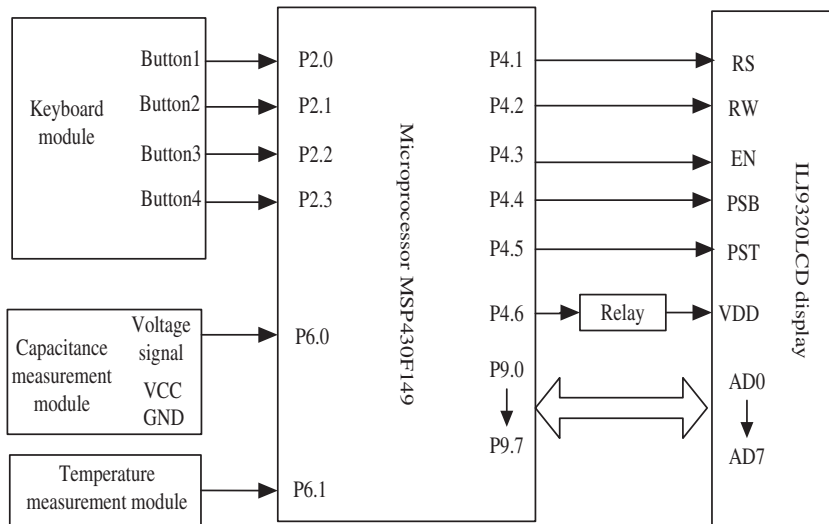 Keyboard
module
Button1
Button2
Button3
Button4
Capacitance
measurement
module
Voltage
signal
VCC
GND
Temperature
measurement module
P2.0
P2.1
P2.2
P2.3
P6.0
P6.1
Microprocessor MSP430F149
P4.1
P4.2
P4.3
P4.4
P4.5
P4.6
P9.0
P9.7
Relay
RS
RW
EN
PSB
PST
VDD
AD0
AD7
ILI9320LCD display